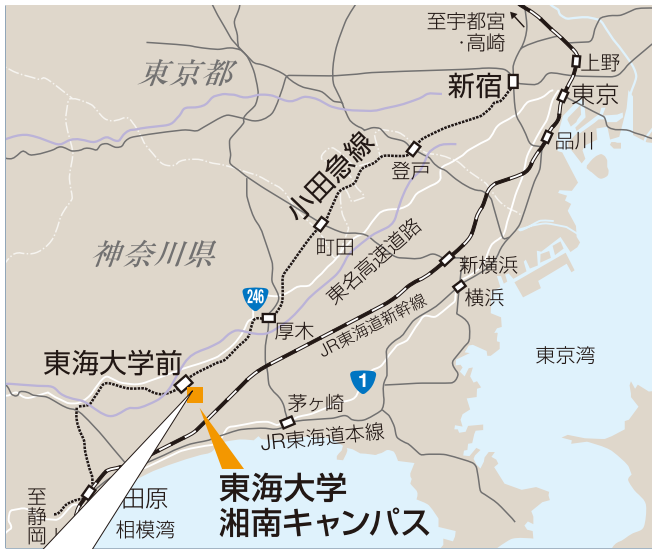 至宇都宮
・高崎
上野
東京都
新宿
東京
品川
登戸
小田急線
町田
神奈川県
東名高速道路
新横浜
横浜
246
厚木
JR東海道新幹線
東京湾
東海大学前
1
茅ヶ崎
JR東海道本線
東海大学
湘南キャンパス
至静岡
田原
相模湾